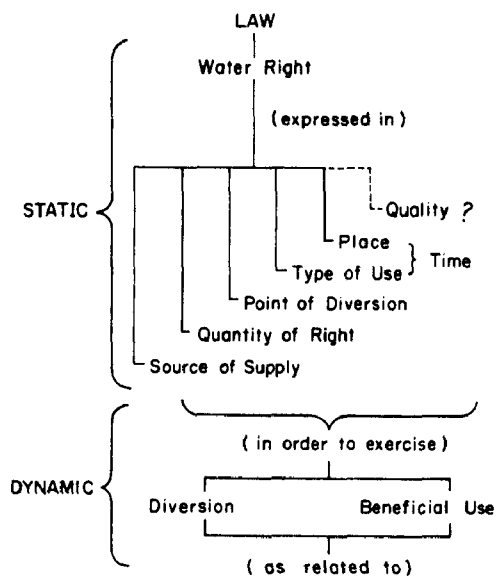 LAW
Water Right
(expressed in)
STATIC
Quality ?
Place
Time
Type of Use
Point of Diversion
Quantity of Right
Source of Supply
(in order to exercise)
DYNAMIC
Diversion
Beneficial Use
(as related to)